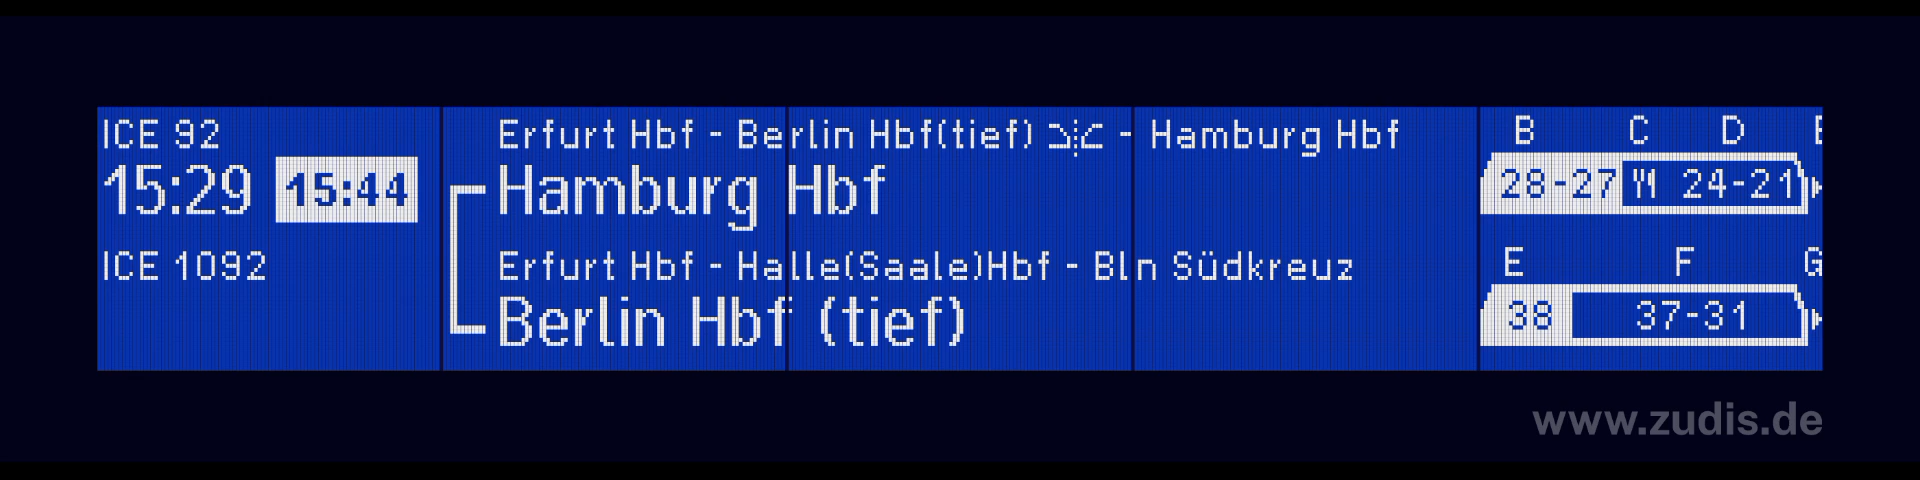 ICE 92
15:29 15:44
Erfurt Hbf - Berlin Hbf(tief) - Hamburg Hbf
Hamburg Hbf
B C D E
28-27 24-21
ICE 1092
Erfurt Hbf - Halle(Saale)Hbf - Bln Südkreuz
Berlin Hbf (tief)
E F G
38 37-31
www.zudis.de